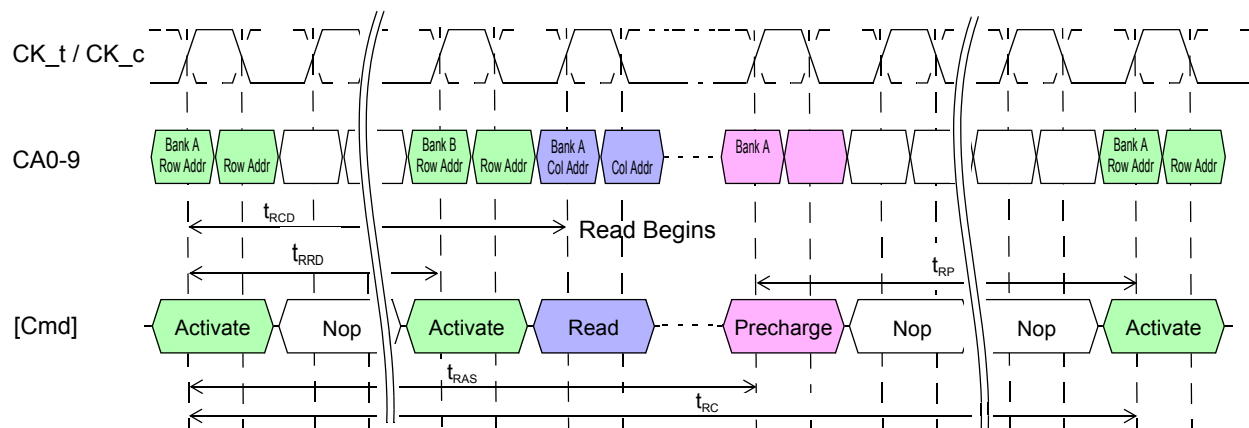 CK_t / CK_c
CA0-9
Bank A
Row Addr
Row Addr
Bank B
Row Addr
Row Addr
Bank A
Col Addr
Col Addr
Bank A
Bank A
Row Addr
Row Addr
tRCD
Read Begins
tRRD
tRP
[Cmd]
Activate
Nop
Activate
Read
Precharge
Nop
Nop
Activate
tRAS
tRC